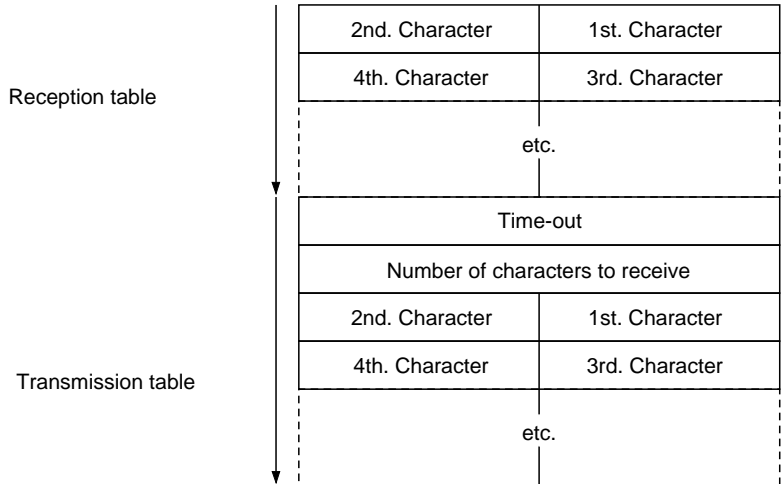 2nd. Character 1st. Character
4th. Character 3rd. Character
Reception table
etc.
Time-out
Number of characters to receive
2nd. Character 1st. Character
4th. Character 3rd. Character
Transmission table
etc.